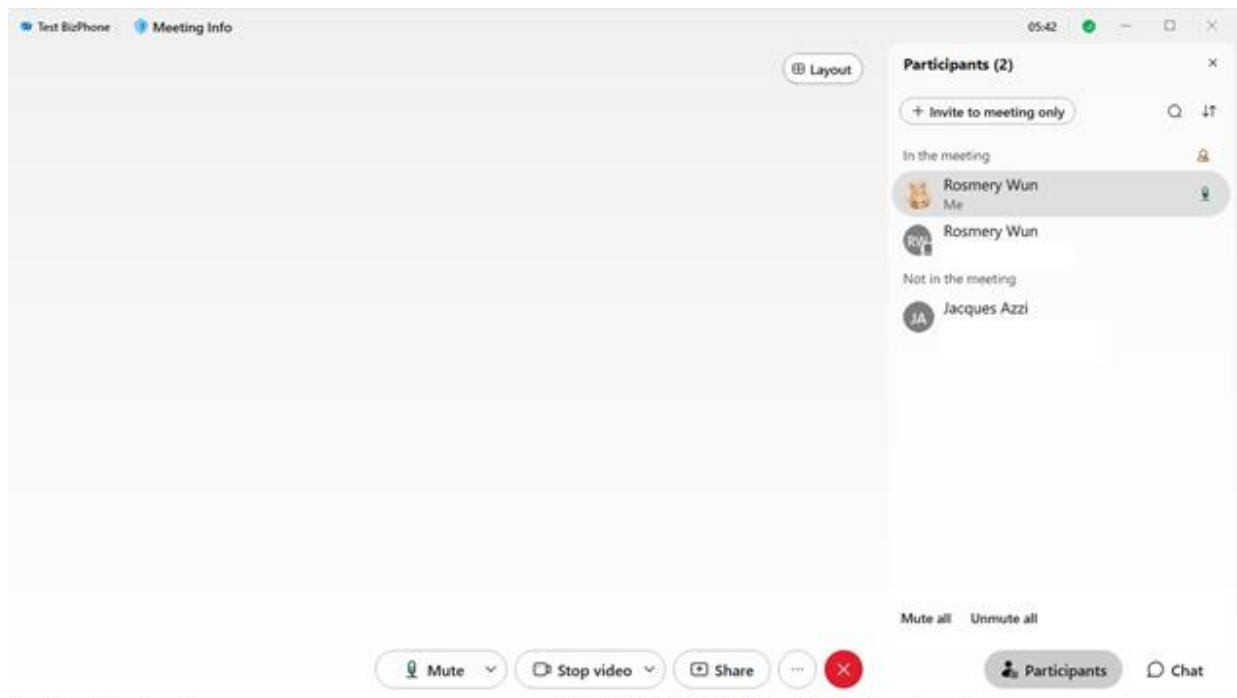 Test BizPhone Meeting Info 05:42
Layout
Participants (2)
+ Invite to meeting only
In the meeting
Rosmery Wun
Me
RW
Rosmery Wun
Not in the meeting
JA
Jacques Azzi
Mute all Unmute all
Mute Stop video Share ... Participants Chat